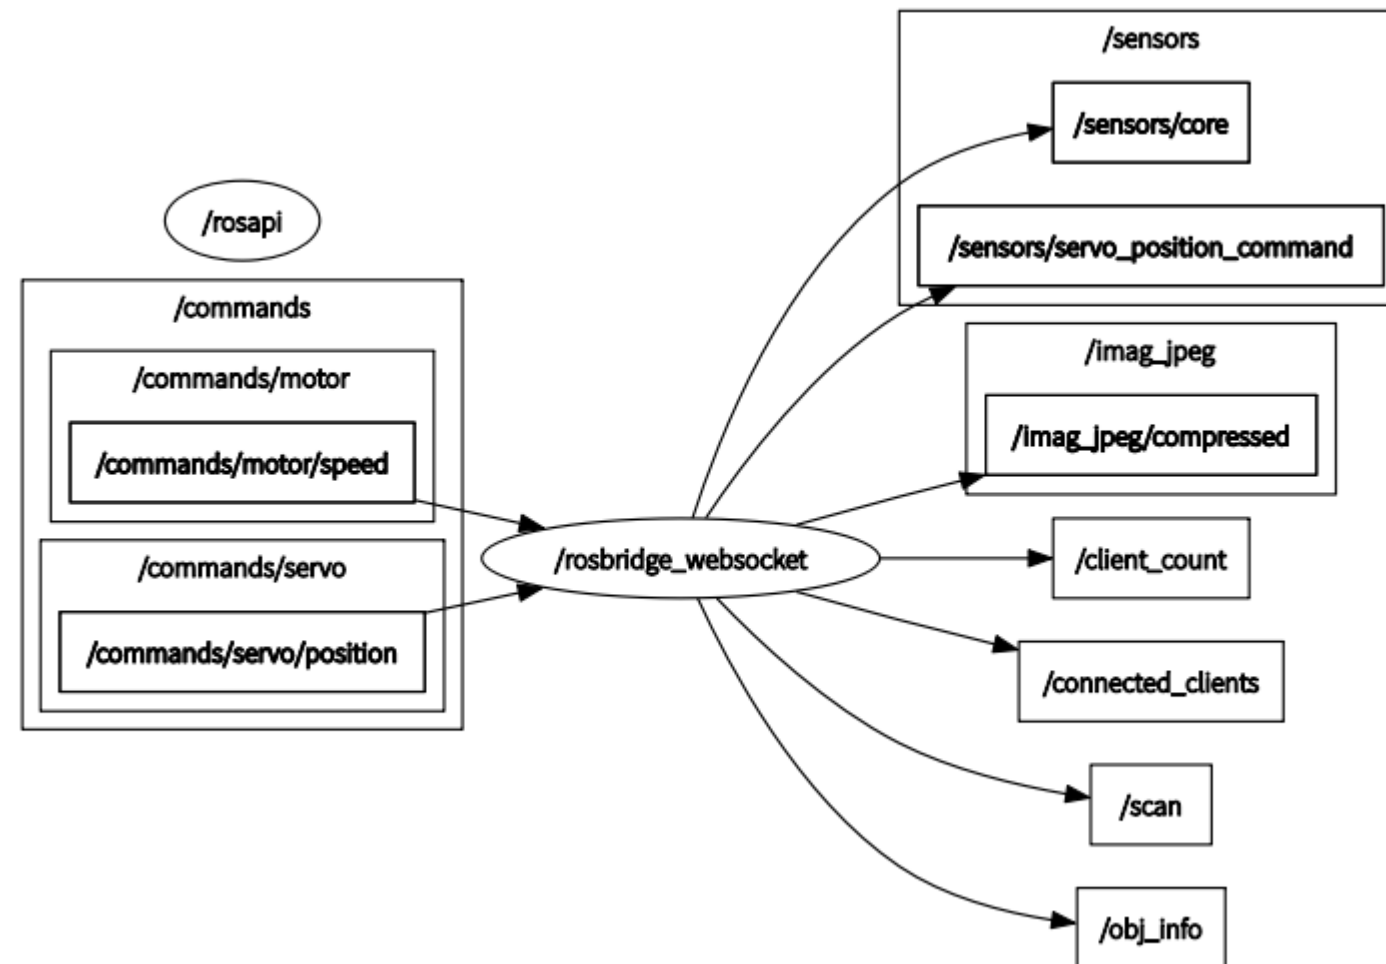 /rosapi
/commands
/commands/motor
/commands/motor/speed
/commands/servo
/commands/servo/position
/rosbridge_websocket
/sensors
/sensors/core
/sensors/servo_position_command
/imag_jpeg
/imag_jpeg/compressed
/client_count
/connected_clients
/scan
/obj_info